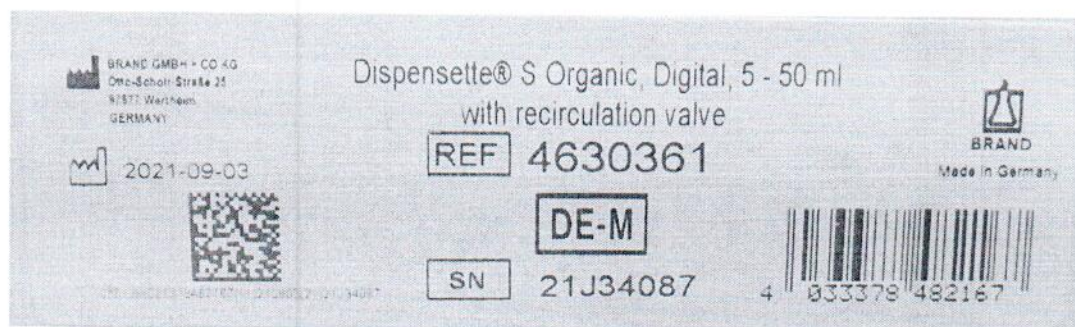 BRAND GMBH + CO KG
Otto-Schott-Straße 25
97877 Wertheim
GERMANY
2021-09-03
Dispensette® S Organic, Digital, 5 - 50 ml
with recirculation valve
REF 4630361
DE-M
SN 21J34087
BRAND
Made in Germany
4 033378 482167